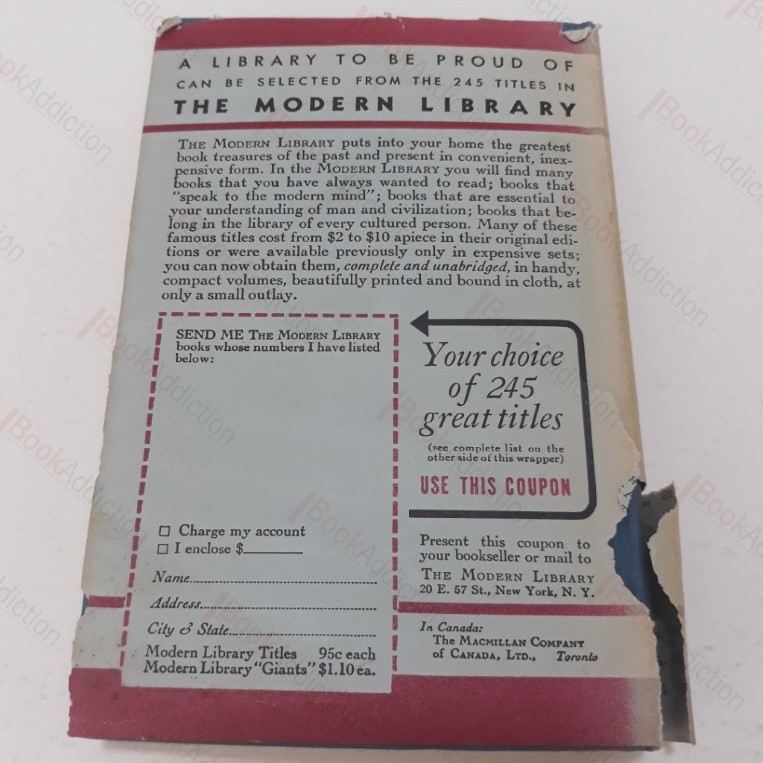 A LIBRARY TO BE PROUD OF
CAN BE SELECTED FROM THE 245 TITLES IN
THE MODERN LIBRARY
THE MODERN LIBRARY puts into your home the greatest
book treasures of the past and present in convenient, inex-
pensive form. In the MODERN LIBRARY you will find many
books that you have always wanted to read; books that
"speak to the modern mind"; books that are essential to
your understanding of man and civilization; books that be-
long in the library of every cultured person. Many of these
famous titles cost from $2 to $10 apiece in their original edi-
tions or were available previously only in expensive sets;
you can now obtain them, complete and unabridged, in handy,
compact volumes, beautifully printed and bound in cloth, at
only a small outlay.
SEND ME THE MODERN LIBRARY
books whose numbers I have listed
below:
☐ Charge my account
☐ I enclose $________
Name........................
Address........................
City & State........................
Modern Library Titles 95c each
Modern Library "Giants" $1.10 ea.
Your choice
of 245
great titles
(see complete list on the
other side of this wrapper)
USE THIS COUPON
Present this coupon to
your bookseller or mail to
THE MODERN LIBRARY
20 E. 57 St., New York, N. Y.
In Canada:
THE MACMILLAN COMPANY
OF CANADA, LTD., Toronto
BookAddiction